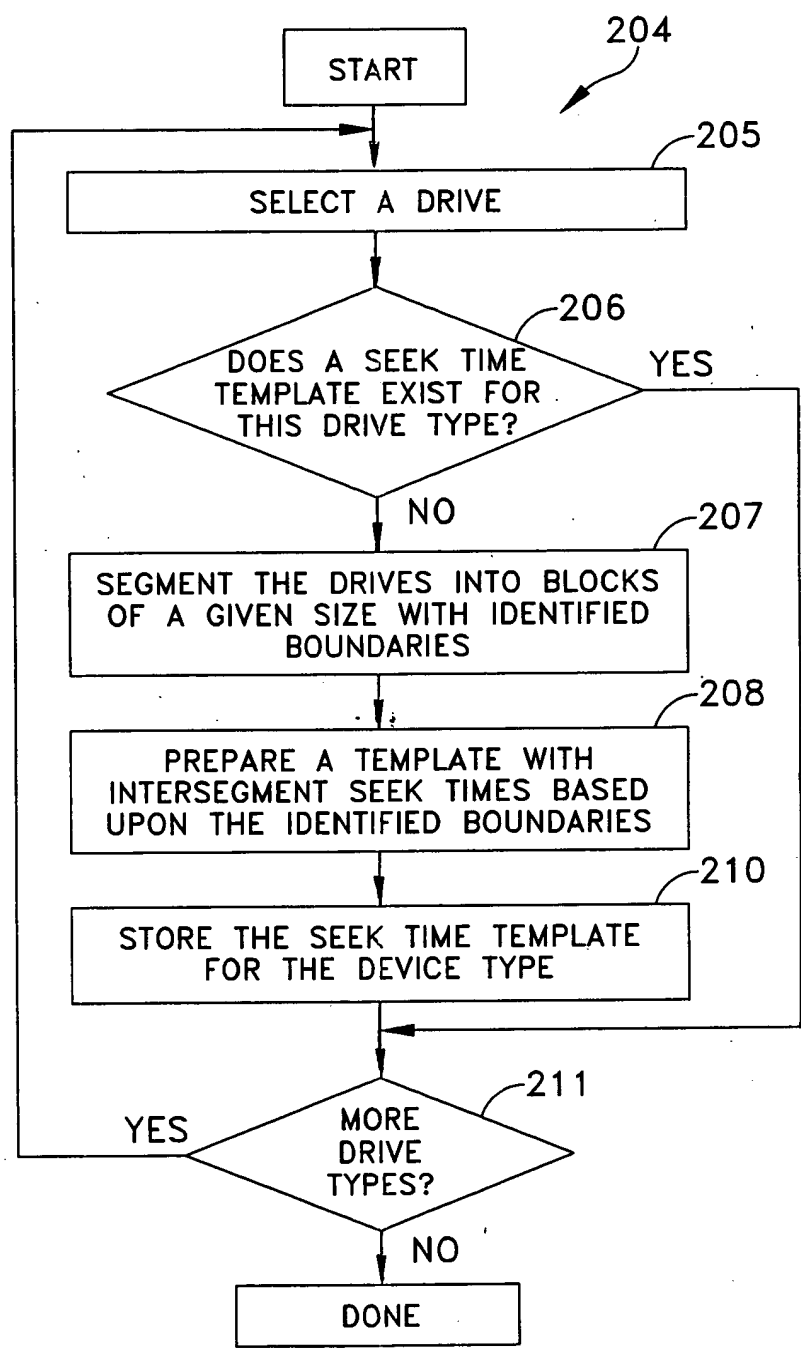 204
START
205
SELECT A DRIVE
206
DOES A SEEK TIME
TEMPLATE EXIST FOR
THIS DRIVE TYPE?
YES
NO
207
SEGMENT THE DRIVES INTO BLOCKS
OF A GIVEN SIZE WITH IDENTIFIED
BOUNDARIES
208
PREPARE A TEMPLATE WITH
INTERSEGMENT SEEK TIMES BASED
UPON THE IDENTIFIED BOUNDARIES
210
STORE THE SEEK TIME TEMPLATE
FOR THE DEVICE TYPE
211
YES
MORE
DRIVE
TYPES?
NO
DONE